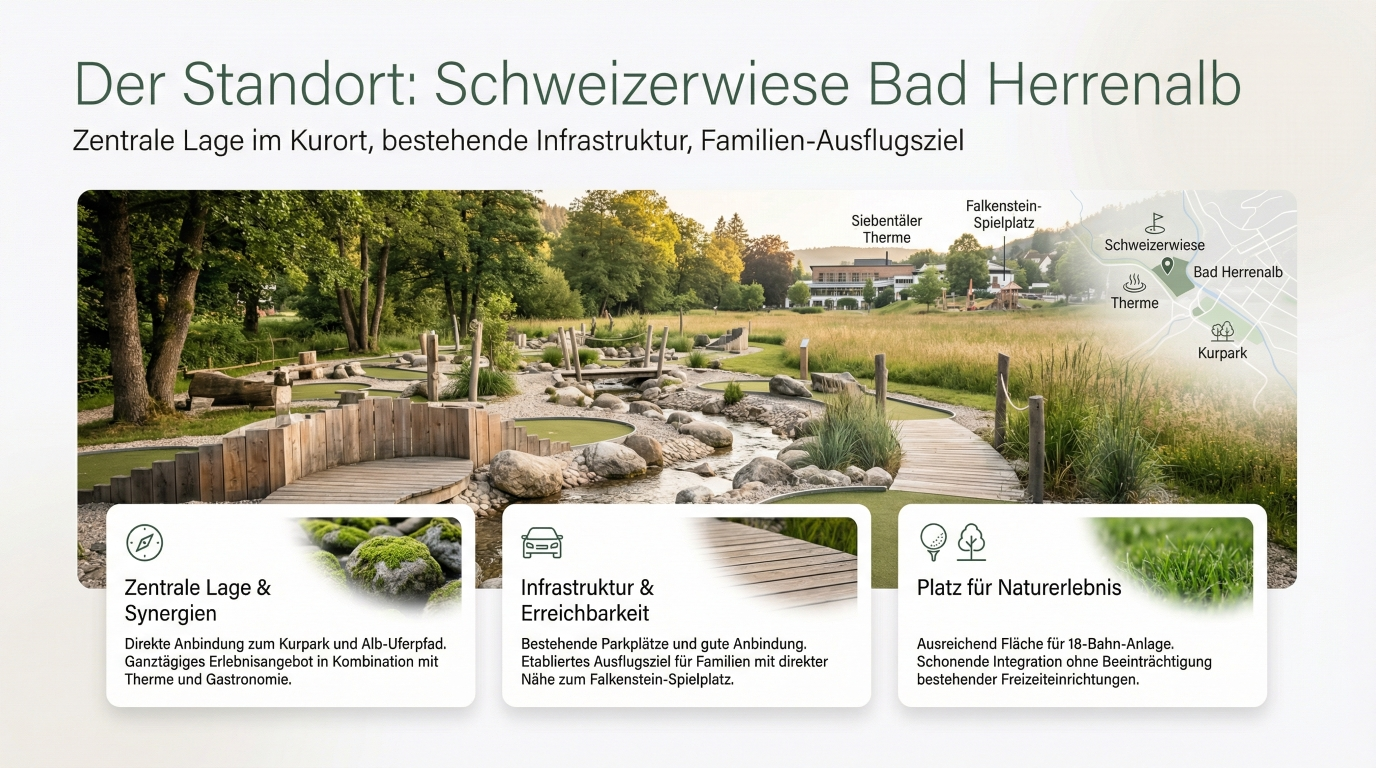 Der Standort: Schweizerwiese Bad Herrenalb
Zentrale Lage im Kurort, bestehende Infrastruktur, Familien-Ausflugsziel
Siebentäler
Therme
Falkenstein-
Spielplatz
Schweizerwiese
Bad Herrenalb
Therme
Kurpark
Zentrale Lage &
Synergien
Direkte Anbindung zum Kurpark und Alb-Uferpfad.
Ganztägiges Erlebnisangebot in Kombination mit
Therme und Gastronomie.
Infrastruktur &
Erreichbarkeit
Bestehende Parkplätze und gute Anbindung.
Etabliertes Ausflugsziel für Familien mit direkter
Nähe zum Falkenstein-Spielplatz.
Platz für Naturerlebnis
Ausreichend Fläche für 18-Bahn-Anlage.
Schonende Integration ohne Beeinträchtigung
bestehender Freizeiteinrichtungen.